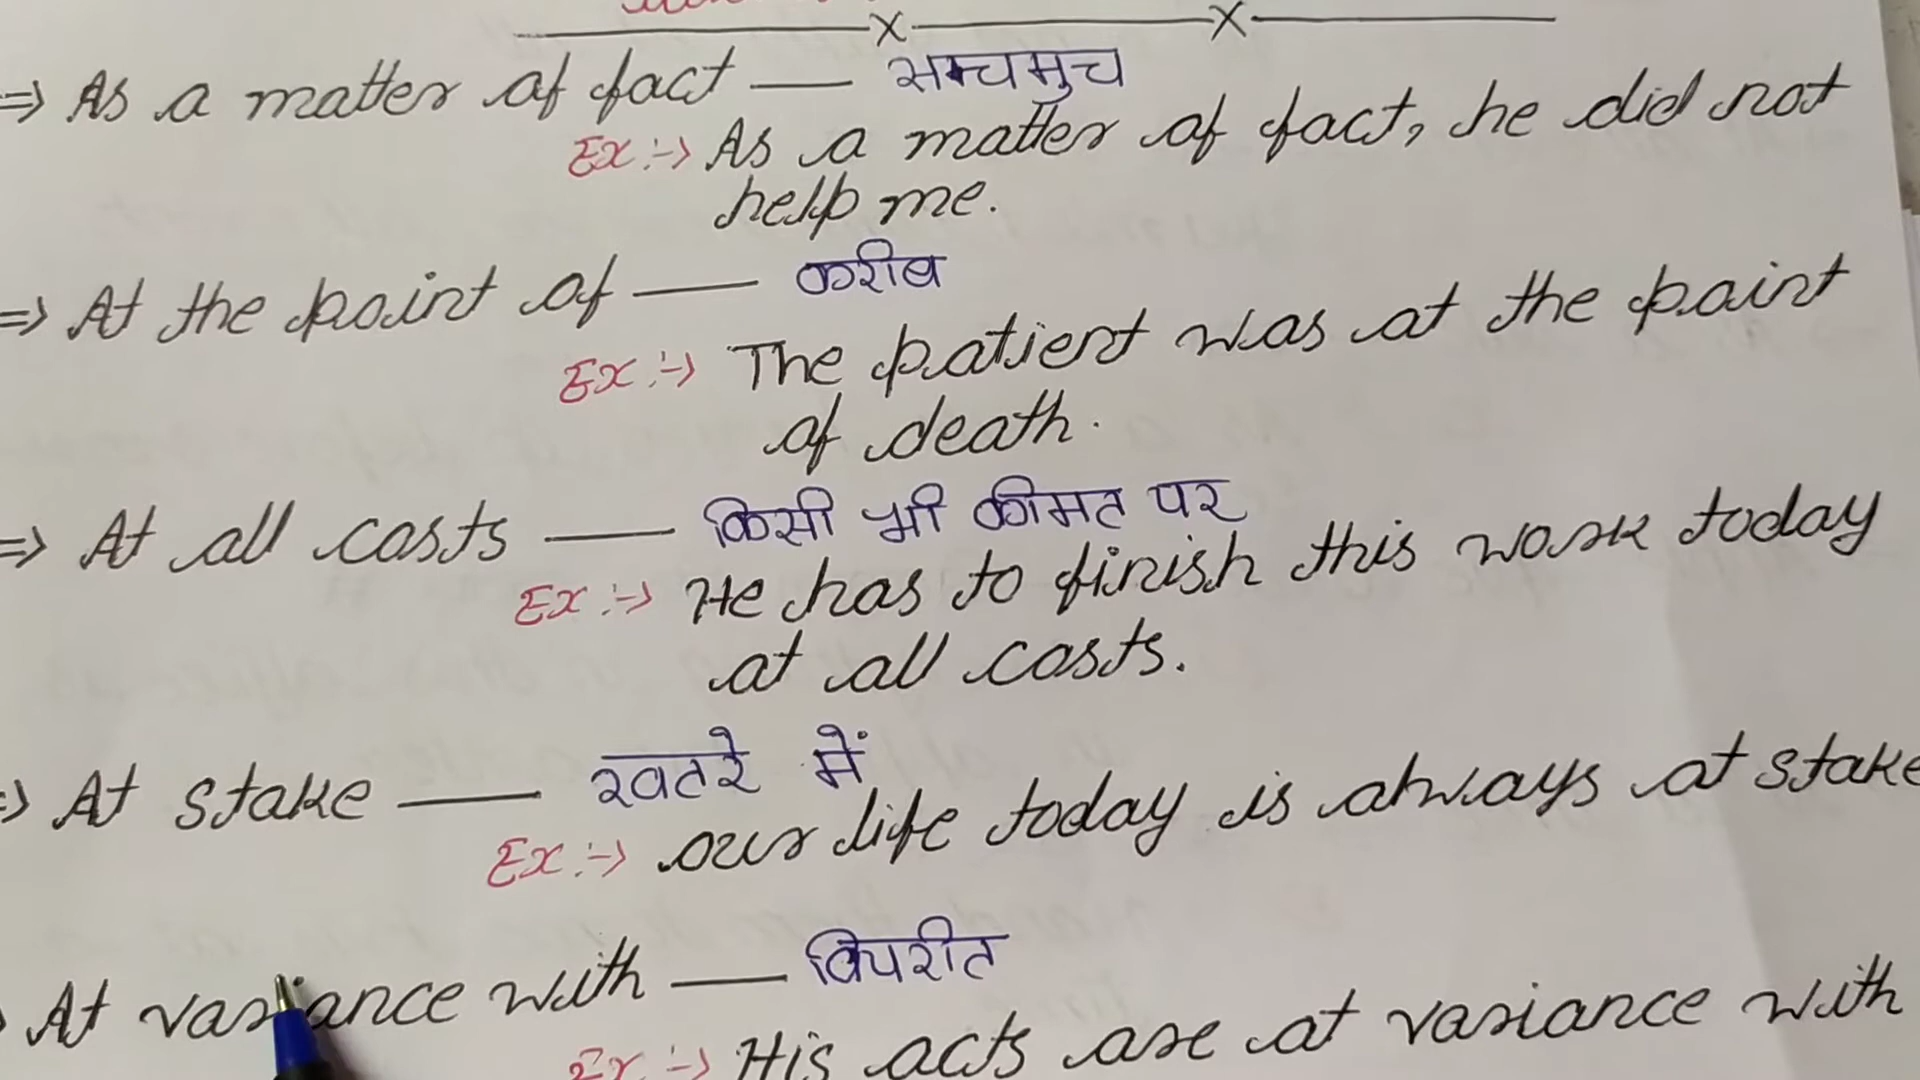 ⇒ As a matter of fact — सचमुच
Ex :→ As a matter of fact, he did not
help me.
⇒ At the point of — करीब
Ex :→ The patient was at the point
of death.
⇒ At all costs — किसी भी कीमत पर
Ex :→ He has to finish this work today
at all costs.
⇒ At stake — खतरे में
Ex :→ our life today is always at stake
At variance with — विपरीत
Ex :→ His acts are at variance with